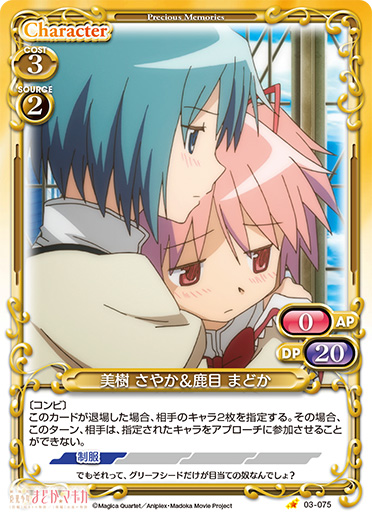 Precious Memories
Character
COST
3
SOURCE
2
0 AP
DP 20
美樹 さやか＆鹿目 まどか
〔コンビ〕
このカードが退場した場合、相手のキャラ2枚を指定する。その場合、
このターン、相手は、指定されたキャラをアプローチに参加させること
ができない。
制服
でもそれって、グリーフシードだけが目当ての奴なんでしょ？
まどか☆マギカ
©Magica Quartet／Aniplex・Madoka Movie Project
03-075